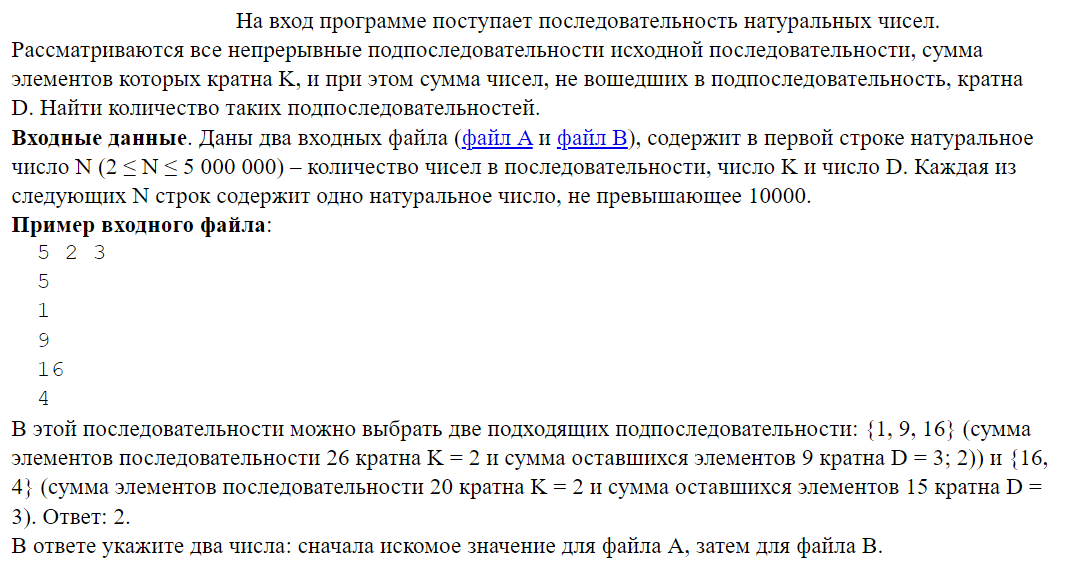 На вход программе поступает последовательность натуральных чисел.
Рассматриваются все непрерывные подпоследовательности исходной последовательности, сумма
элементов которых кратна K, и при этом сумма чисел, не вошедших в подпоследовательность, кратна
D. Найти количество таких подпоследовательностей.
Входные данные. Даны два входных файла (файл A и файл B), содержит в первой строке натуральное
число N (2 ≤ N ≤ 5 000 000) – количество чисел в последовательности, число K и число D. Каждая из
следующих N строк содержит одно натуральное число, не превышающее 10000.
Пример входного файла:
5 2 3
5
1
9
16
4
В этой последовательности можно выбрать две подходящих подпоследовательности: {1, 9, 16} (сумма
элементов последовательности 26 кратна K = 2 и сумма оставшихся элементов 9 кратна D = 3; 2)) и {16,
4} (сумма элементов последовательности 20 кратна K = 2 и сумма оставшихся элементов 15 кратна D =
3). Ответ: 2.
В ответе укажите два числа: сначала искомое значение для файла A, затем для файла B.